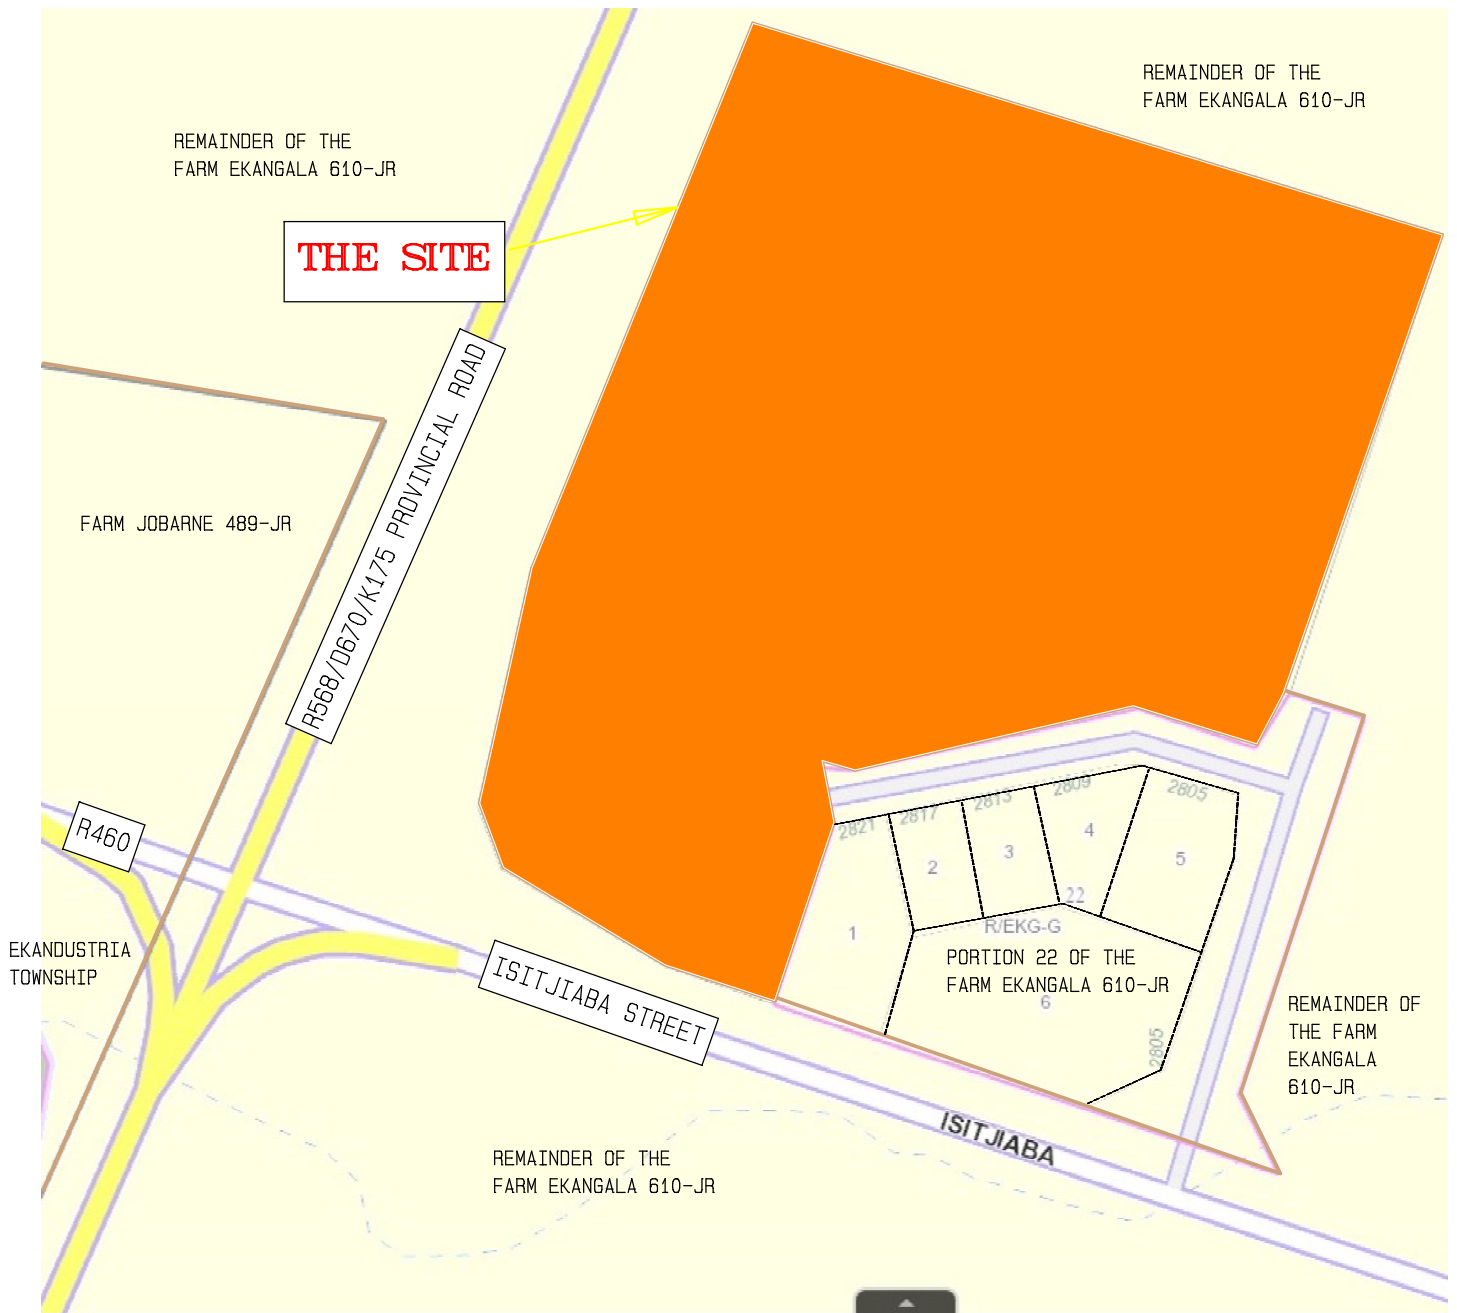 REMAINDER OF THE
FARM EKANGALA 610-JR
REMAINDER OF THE
FARM EKANGALA 610-JR
THE SITE
R568/D670/K175 PROVINCIAL ROAD
FARM JOBARNE 489-JR
R460
2821
2817
2813
2809
2805
1
2
3
4
5
22
R/EKG-G
PORTION 22 OF THE
FARM EKANGALA 610-JR
6
2805
EKANDUSTRIA
TOWNSHIP
ISITJIABA STREET
REMAINDER OF
THE FARM
EKANGALA
610-JR
ISITJIABA
REMAINDER OF THE
FARM EKANGALA 610-JR